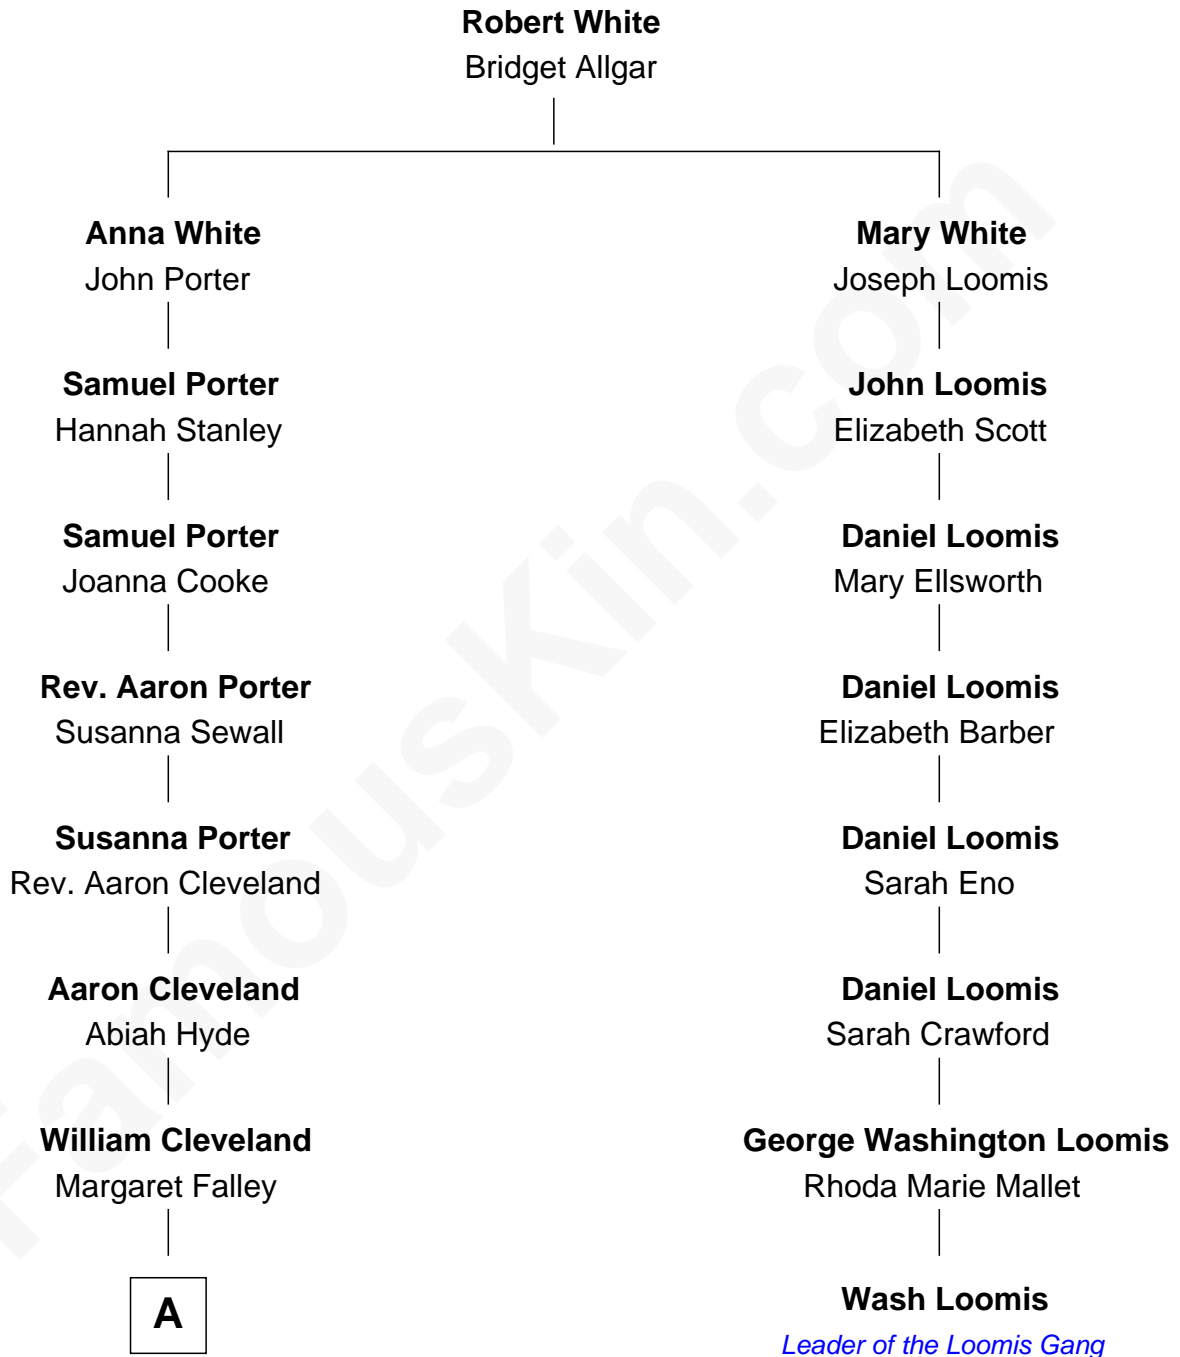 Robert White
Bridget Allgar
Anna White
John Porter
Mary White
Joseph Loomis
Samuel Porter
Hannah Stanley
John Loomis
Elizabeth Scott
Samuel Porter
Joanna Cooke
Daniel Loomis
Mary Ellsworth
Rev. Aaron Porter
Susanna Sewall
Daniel Loomis
Elizabeth Barber
Susanna Porter
Rev. Aaron Cleveland
Daniel Loomis
Sarah Eno
Aaron Cleveland
Abiah Hyde
Daniel Loomis
Sarah Crawford
William Cleveland
Margaret Falley
George Washington Loomis
Rhoda Marie Mallet
A
Wash Loomis
Leader of the Loomis Gang
FamousKin.com